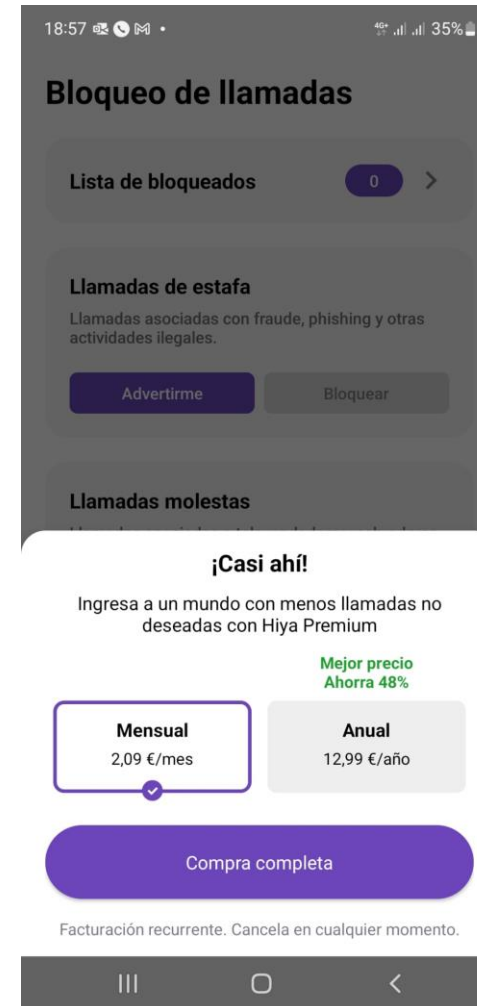 18:57
4G+ 35%
Bloqueo de llamadas
Lista de bloqueados 0
Llamadas de estafa
Llamadas asociadas con fraude, phishing y otras
actividades ilegales.
Advertirme Bloquear
Llamadas molestas
¡Casi ahí!
Ingresa a un mundo con menos llamadas no
deseadas con Hiya Premium
Mejor precio
Ahorra 48%
Mensual
2,09 €/mes
Anual
12,99 €/año
Compra completa
Facturación recurrente. Cancela en cualquier momento.